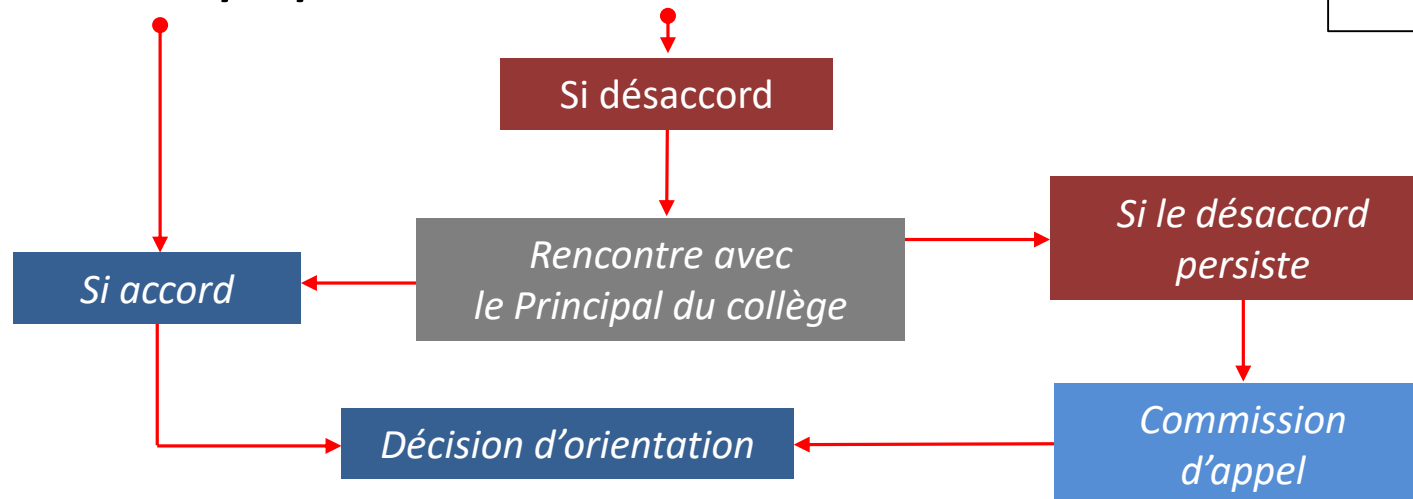 Si désaccord
Si le désaccord
persiste
Rencontre avec
le Principal du collège
Si accord
Commission
d’appel
Décision d’orientation